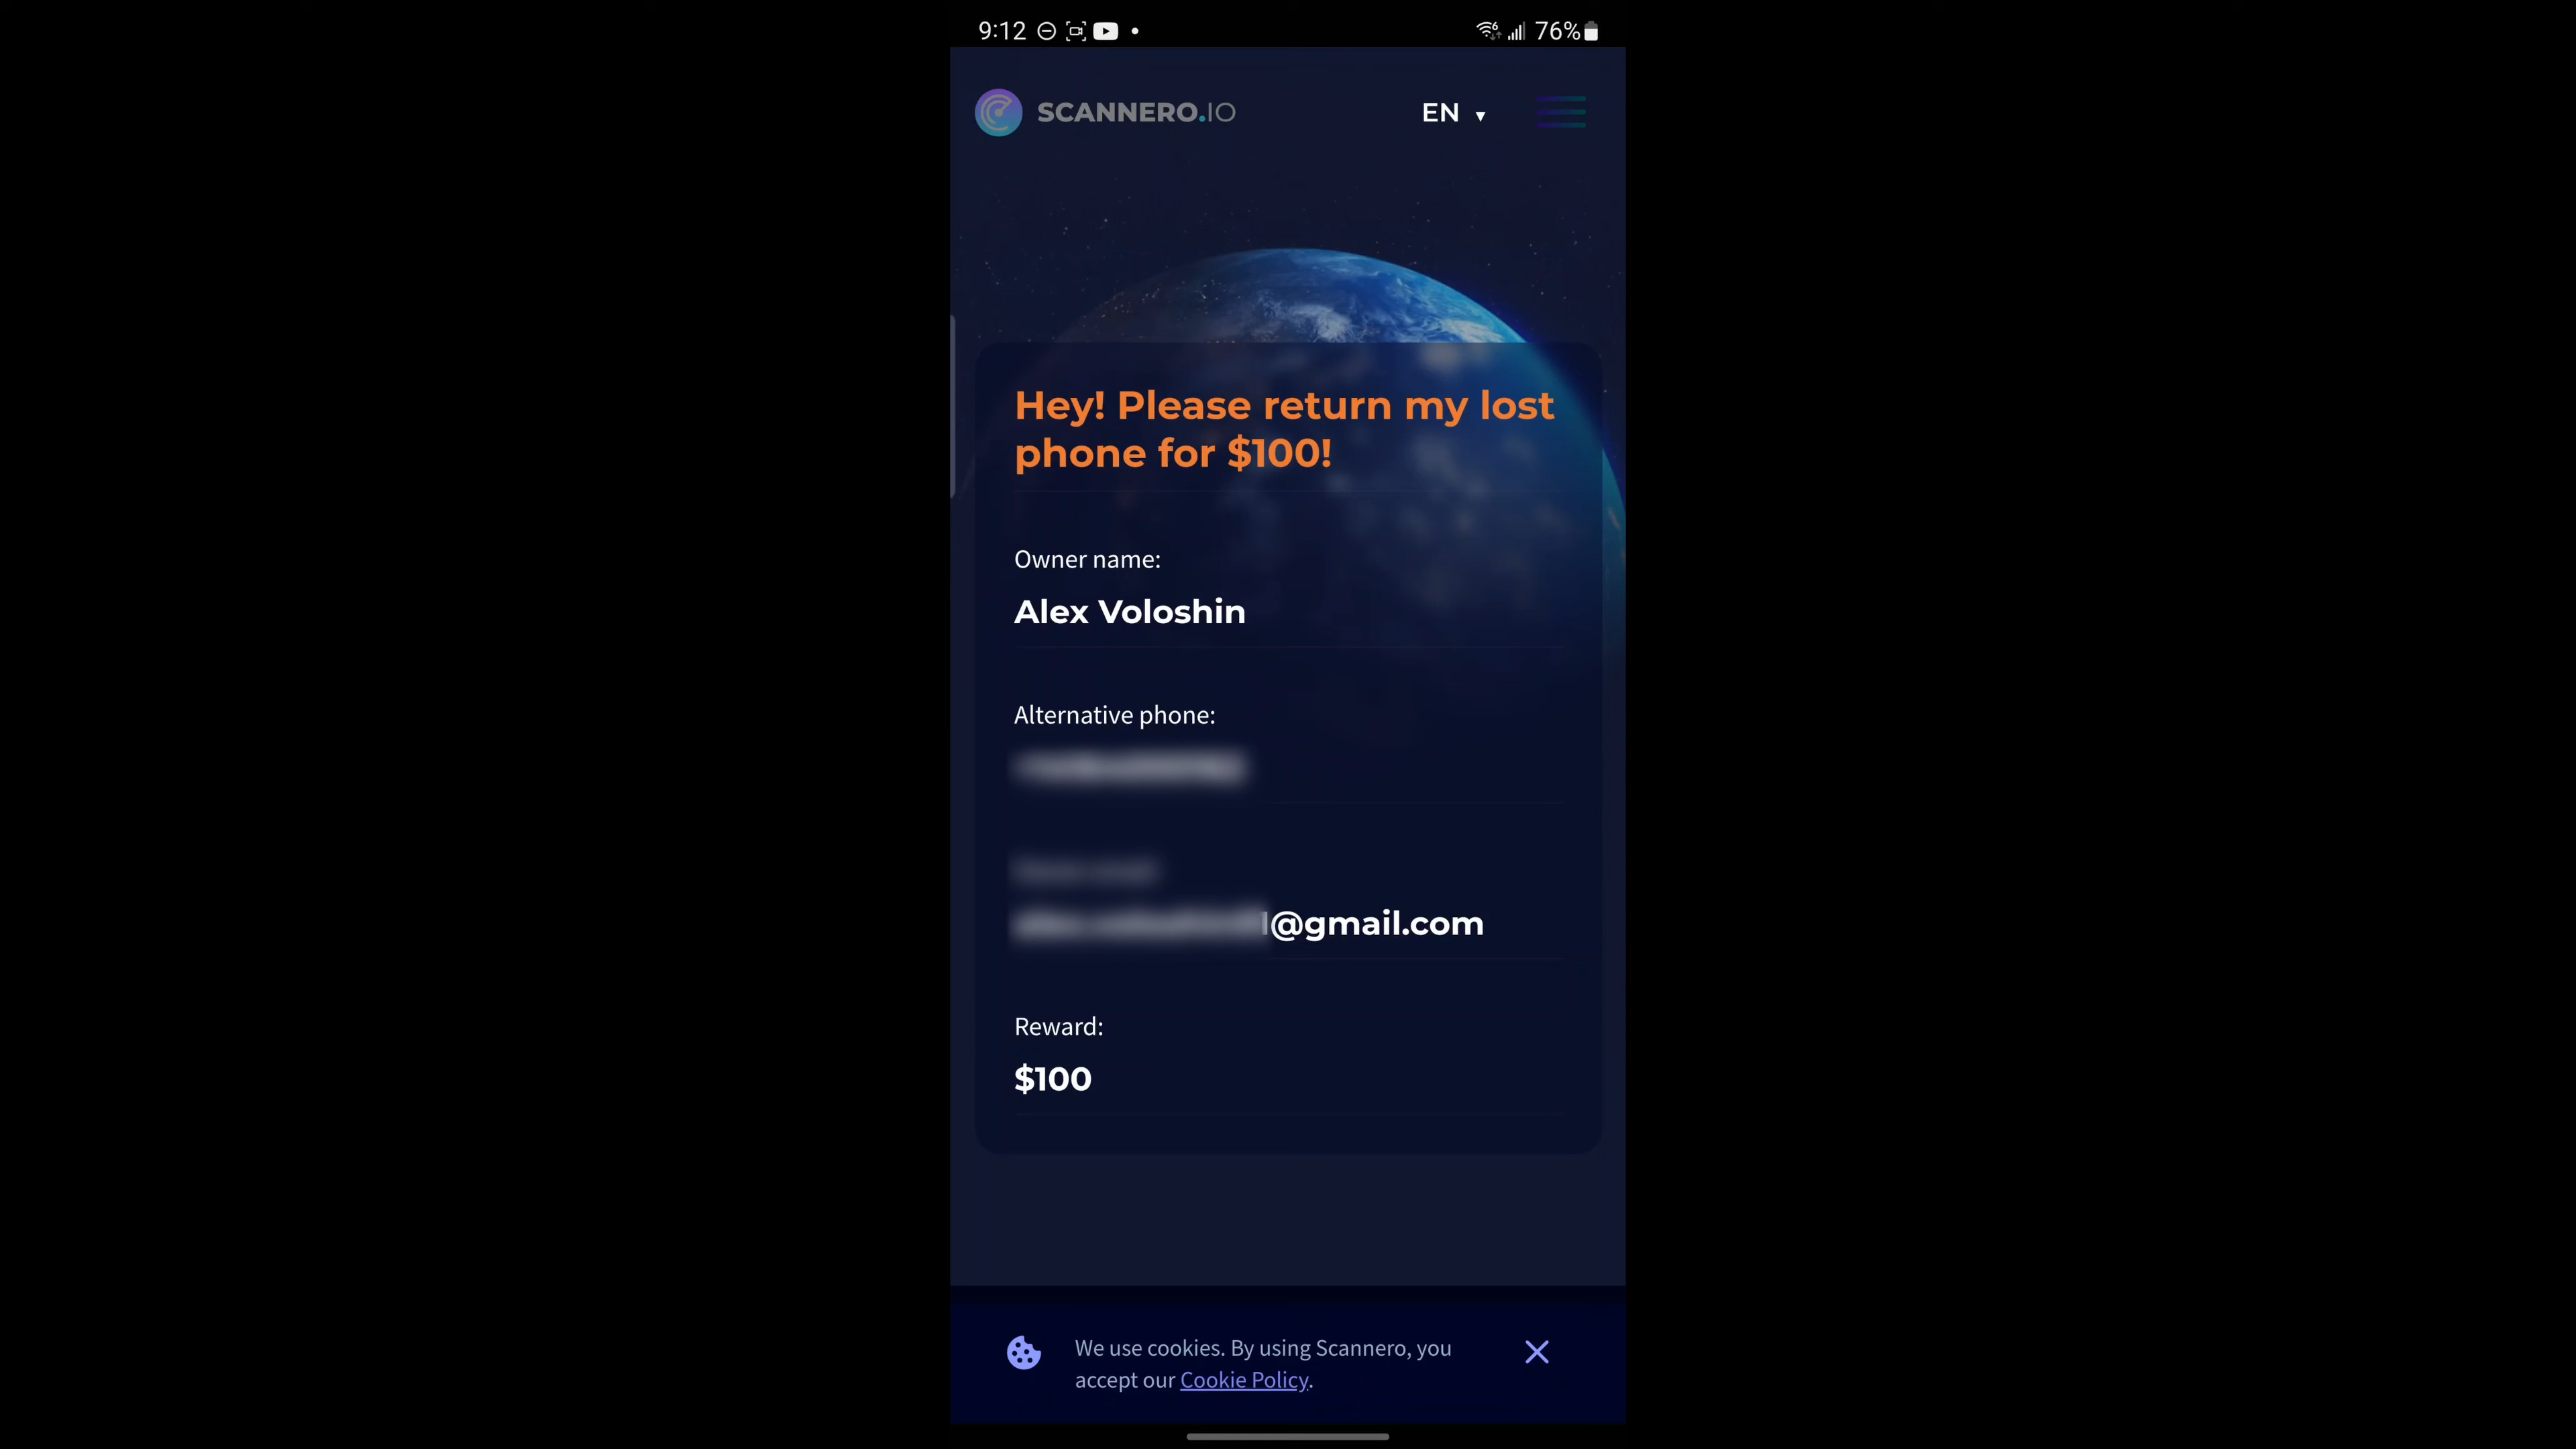 9:12 76%
SCANNERO.IO EN
Hey! Please return my lost
phone for $100!
Owner name:
Alex Voloshin
Alternative phone:
@gmail.com
Reward:
$100
We use cookies. By using Scannero, you
accept our Cookie Policy.